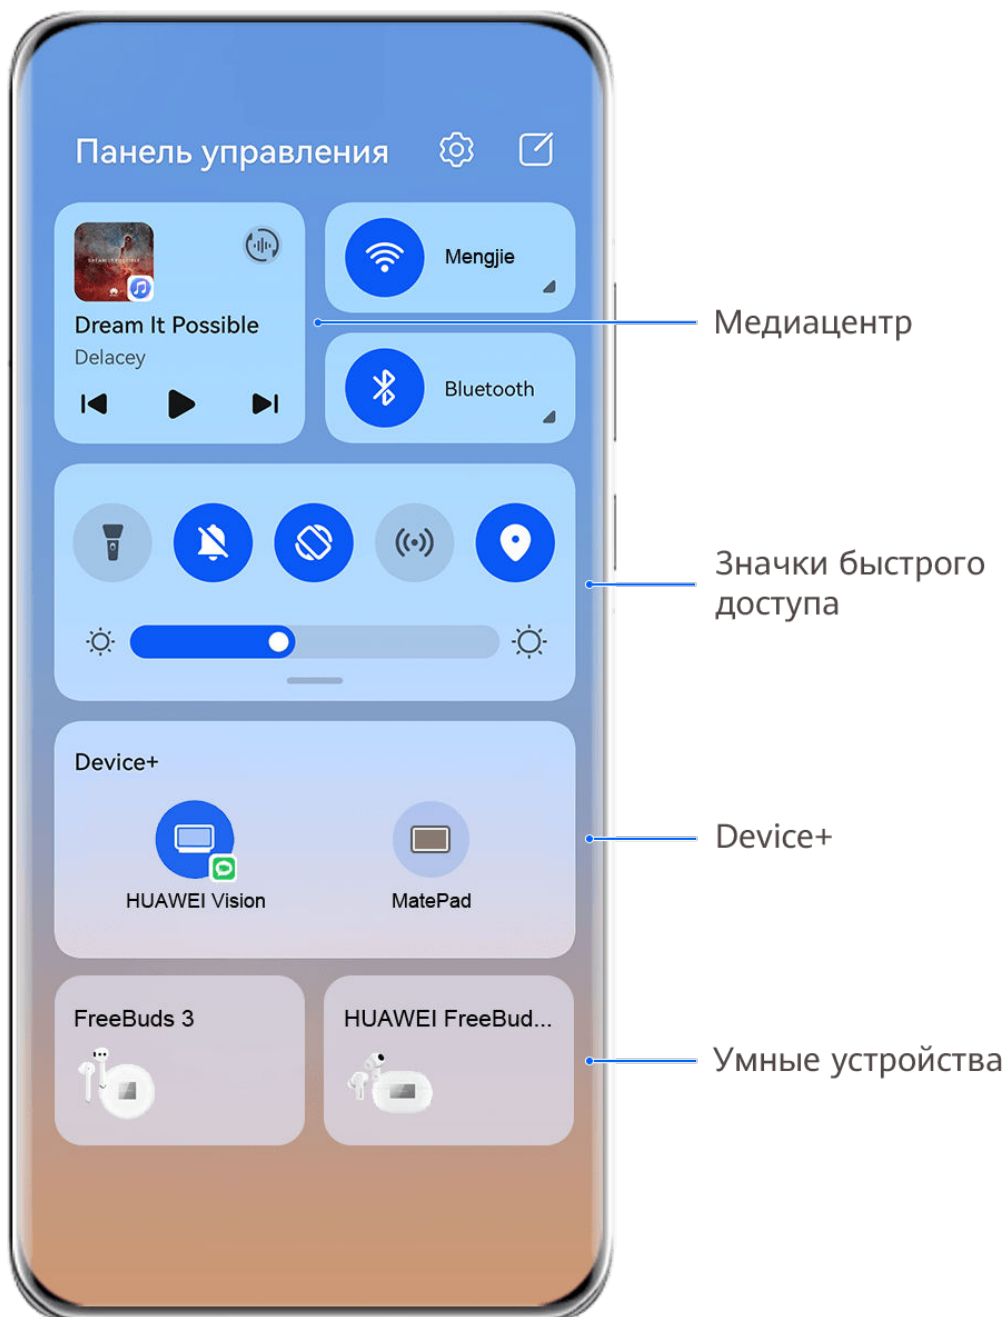 Панель управления
Mengjie
Dream It Possible
Delacey
Bluetooth
Медиацентр
Значки быстрого
доступа
Device+
HUAWEI Vision
MatePad
Device+
FreeBuds 3
HUAWEI FreeBud...
Умные устройства